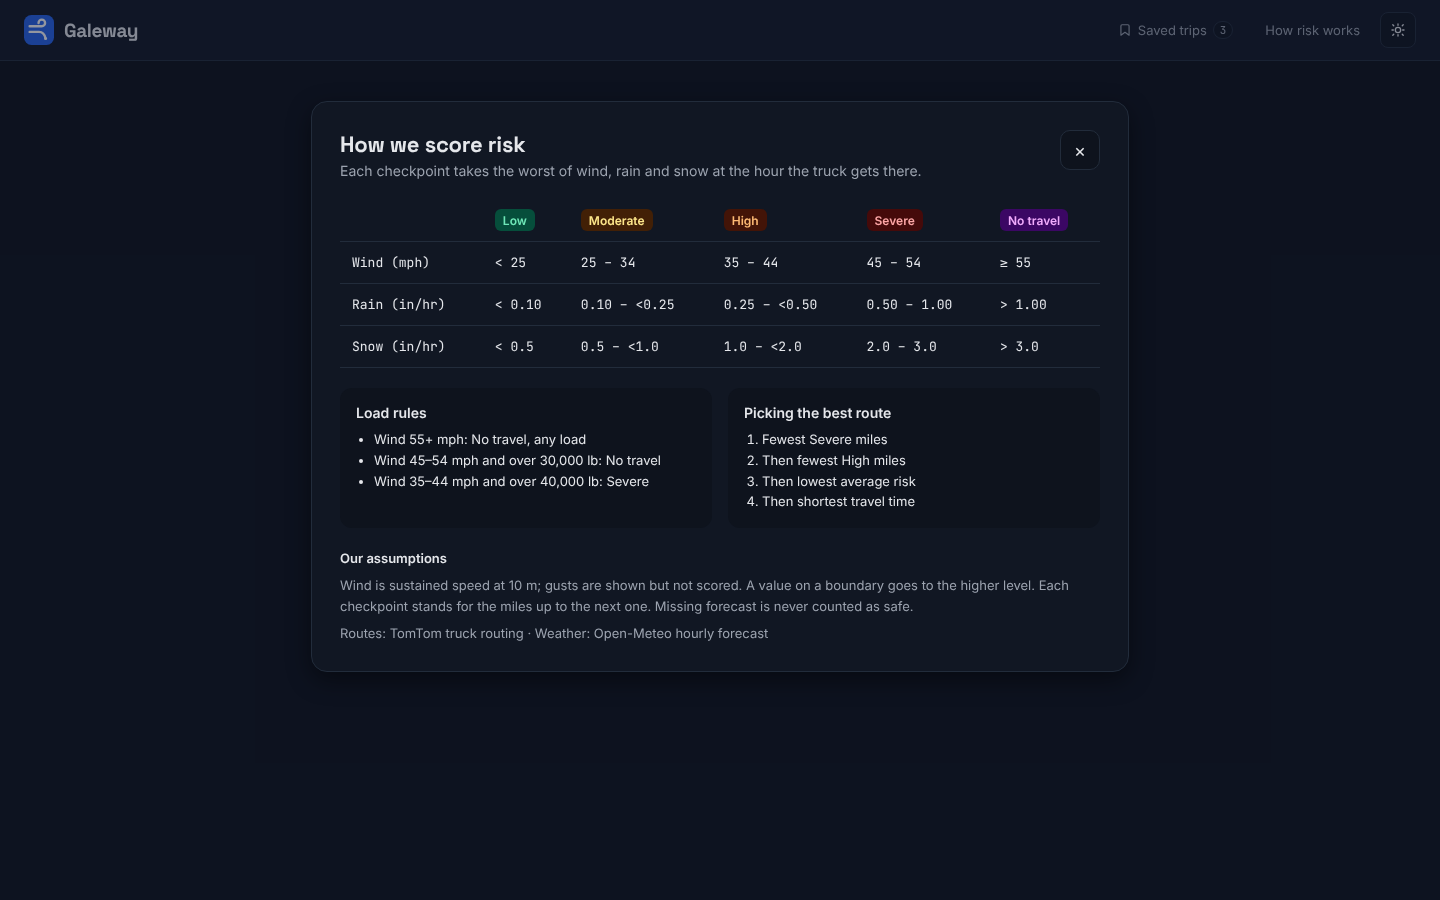 Galeway
Saved trips 3
How risk works
How we score risk
×
Each checkpoint takes the worst of wind, rain and snow at the hour the truck gets there.
Low Moderate High Severe No travel
Wind (mph) < 25 25 – 34 35 – 44 45 – 54 ≥ 55
Rain (in/hr) < 0.10 0.10 – <0.25 0.25 – <0.50 0.50 – 1.00 > 1.00
Snow (in/hr) < 0.5 0.5 – <1.0 1.0 – <2.0 2.0 – 3.0 > 3.0
Load rules
• Wind 55+ mph: No travel, any load
• Wind 45–54 mph and over 30,000 lb: No travel
• Wind 35–44 mph and over 40,000 lb: Severe
Picking the best route
1. Fewest Severe miles
2. Then fewest High miles
3. Then lowest average risk
4. Then shortest travel time
Our assumptions
Wind is sustained speed at 10 m; gusts are shown but not scored. A value on a boundary goes to the higher level. Each
checkpoint stands for the miles up to the next one. Missing forecast is never counted as safe.
Routes: TomTom truck routing · Weather: Open-Meteo hourly forecast